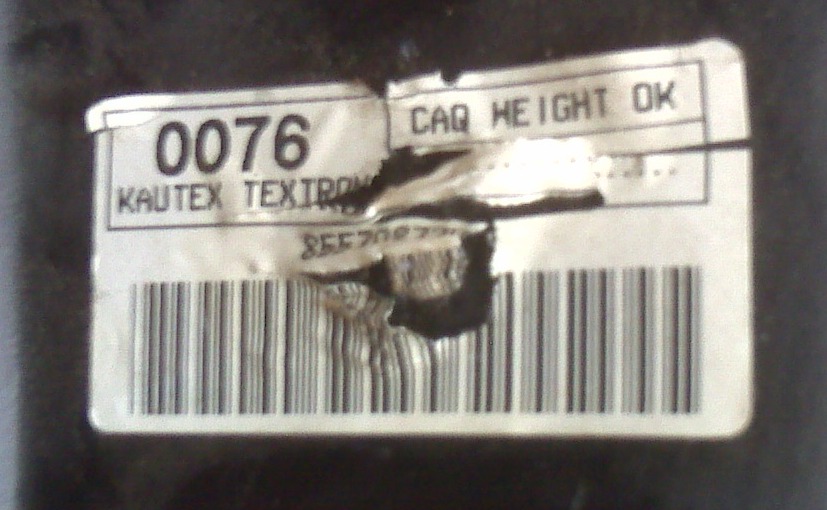 0076
CAQ WEIGHT OK
KAUTEX TEXTRON